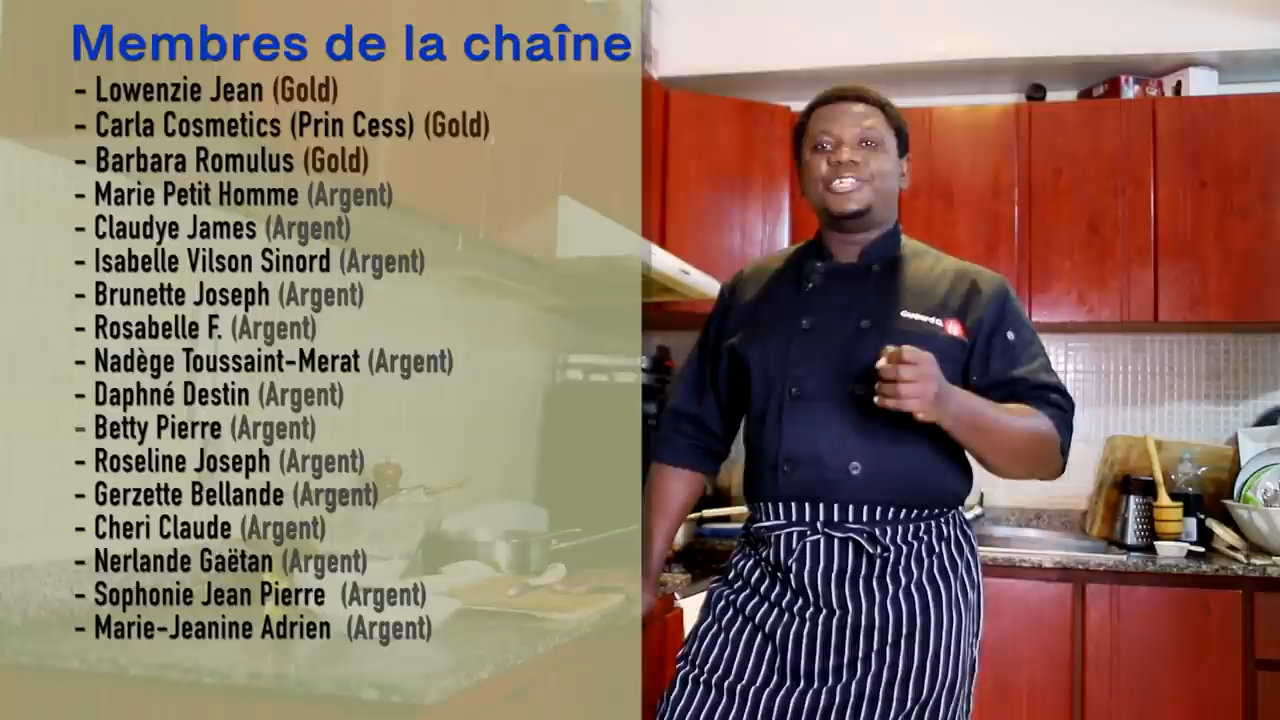 Membres de la chaîne
- Lowenzie Jean (Gold)
- Carla Cosmetics (Prin Cess) (Gold)
- Barbara Romulus (Gold)
- Marie Petit Homme (Argent)
- Claudye James (Argent)
- Isabelle Vilson Sinord (Argent)
- Brunette Joseph (Argent)
- Rosabelle F. (Argent)
- Nadège Toussaint-Merat (Argent)
- Daphné Destin (Argent)
- Betty Pierre (Argent)
- Roseline Joseph (Argent)
- Gerzette Bellande (Argent)
- Cheri Claude (Argent)
- Nerlande Gaëtan (Argent)
- Sophonie Jean Pierre (Argent)
- Marie-Jeanine Adrien (Argent)